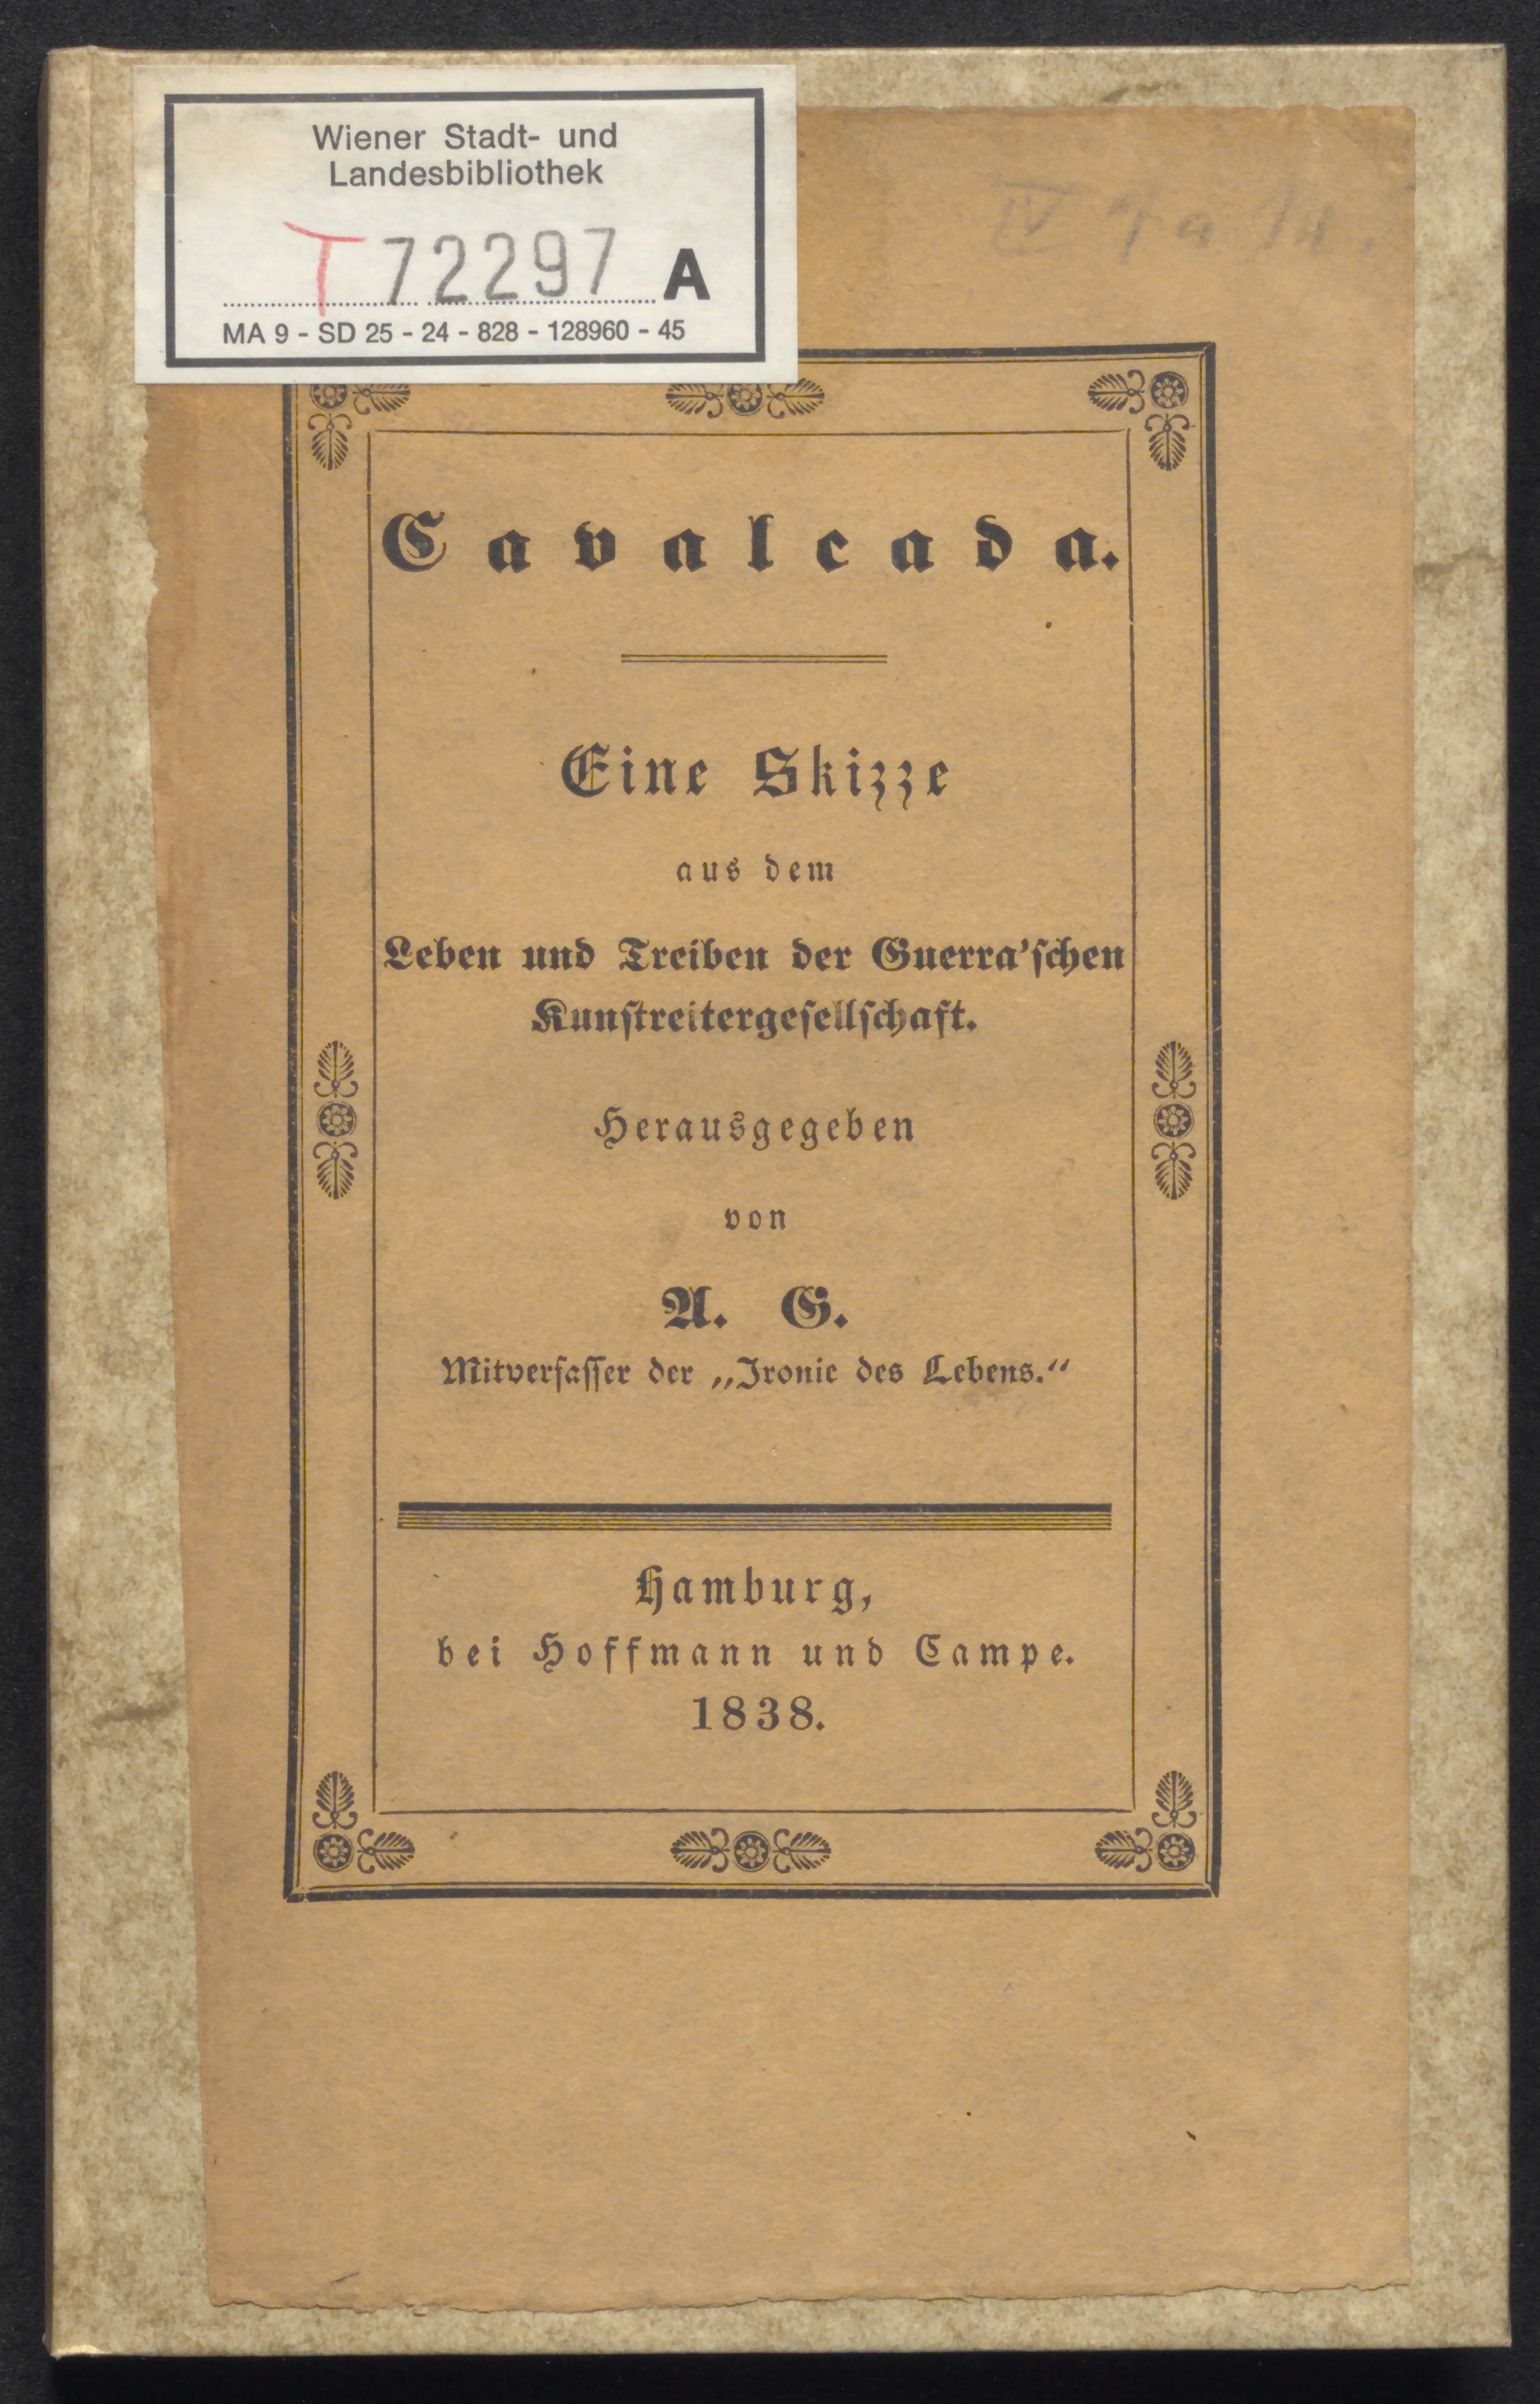 Wiener Stadt- und
Landesbibliothek
T 72297 A
MA 9 - SD 25 - 24 - 828 - 128960 - 45
Cavalcada.
Eine Skizze
aus dem
Leben und Treiben der Guerra'schen
Kunstreitergesellschaft.
Herausgegeben
von
A. G.
Mitverfasser der „Ironie des Lebens.“
Hamburg,
bei Hoffmann und Campe.
1838.